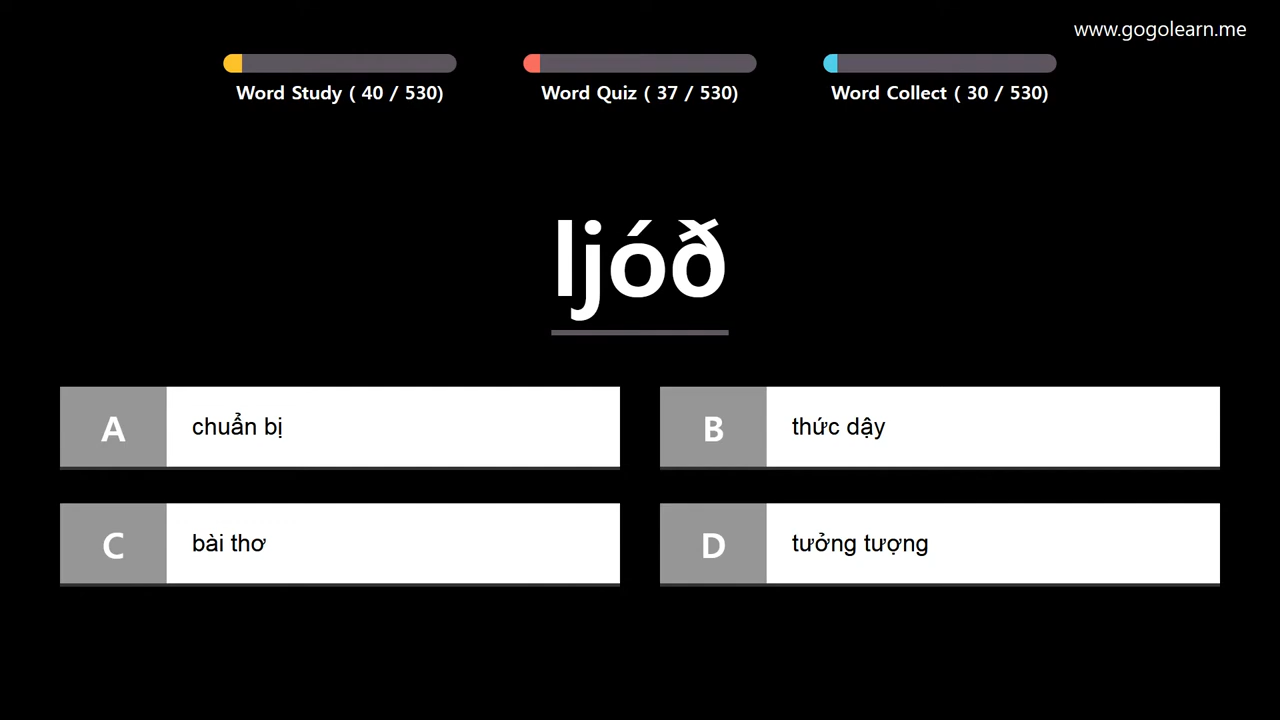 www.gogolearn.me
Word Study ( 40 / 530)
Word Quiz ( 37 / 530)
Word Collect ( 30 / 530)
ljóð
A chuẩn bị
B thức dậy
C bài thơ
D tưởng tượng